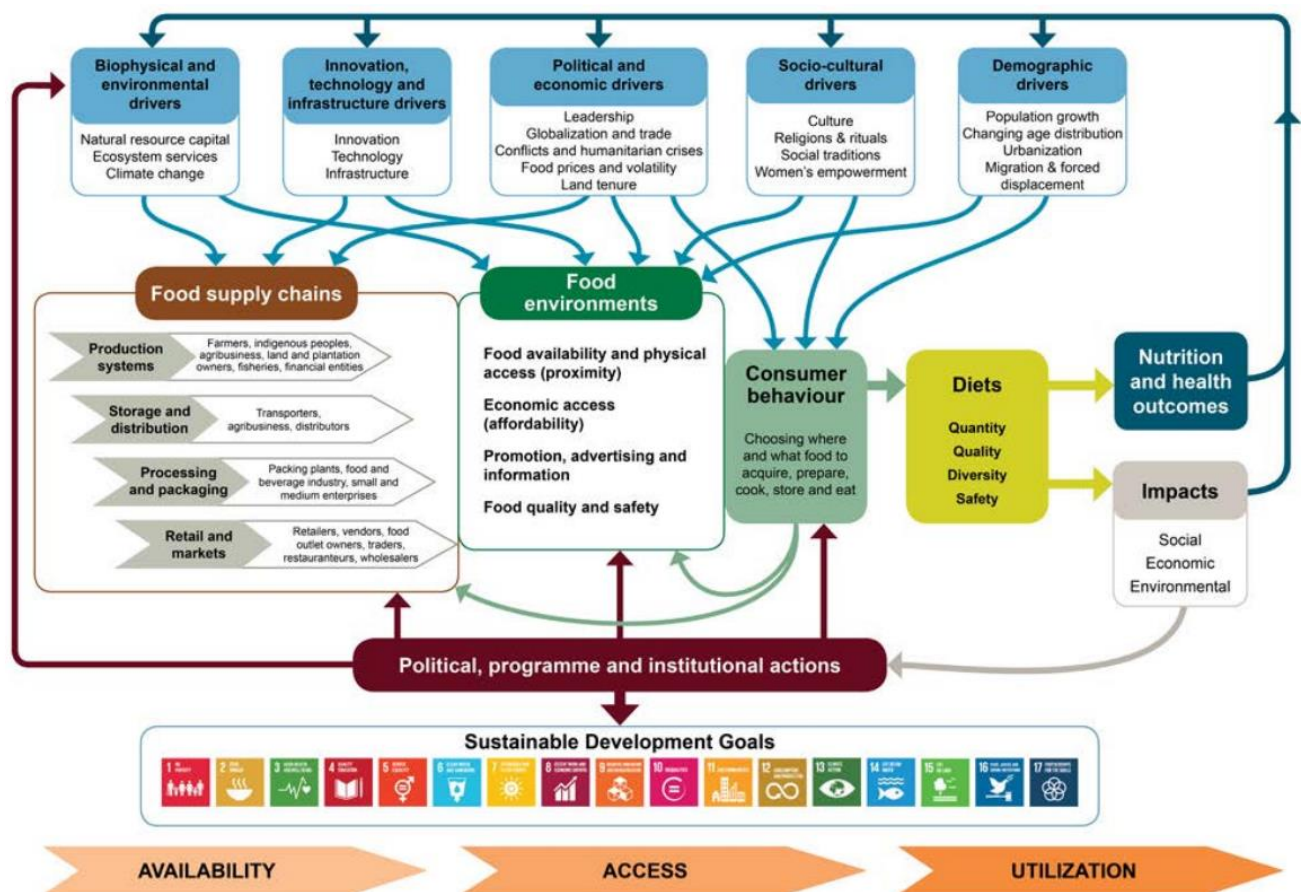 Biophysical and
environmental
drivers
Natural resource capital
Ecosystem services
Climate change
Innovation,
technology and
infrastructure drivers
Innovation
Technology
Infrastructure
Political and
economic drivers
Leadership
Globalization and trade
Conflicts and humanitarian crises
Food prices and volatility
Land tenure
Socio-cultural
drivers
Culture
Religions & rituals
Social traditions
Women's empowerment
Demographic
drivers
Population growth
Changing age distribution
Urbanization
Migration & forced
displacement
Food supply chains
Production
systems
Farmers, indigenous peoples,
agribusiness, land and plantation
owners, fisheries, financial entities
Storage and
distribution
Transporters,
agribusiness, distributors
Processing
and packaging
Packing plants, food and
beverage industry, small and
medium enterprises
Retail and
markets
Retailers, vendors, food
outlet owners, traders,
restauranteurs, wholesalers
Food
environments
Food availability and physical
access (proximity)
Economic access
(affordability)
Promotion, advertising and
information
Food quality and safety
Consumer
behaviour
Choosing where
and what food to
acquire, prepare,
cook, store and eat
Diets
Quantity
Quality
Diversity
Safety
Nutrition
and health
outcomes
Impacts
Social
Economic
Environmental
Political, programme and institutional actions
Sustainable Development Goals
1
2
3
4
5
6
7
8
9
10
11
12
13
14
15
16
17
AVAILABILITY
ACCESS
UTILIZATION